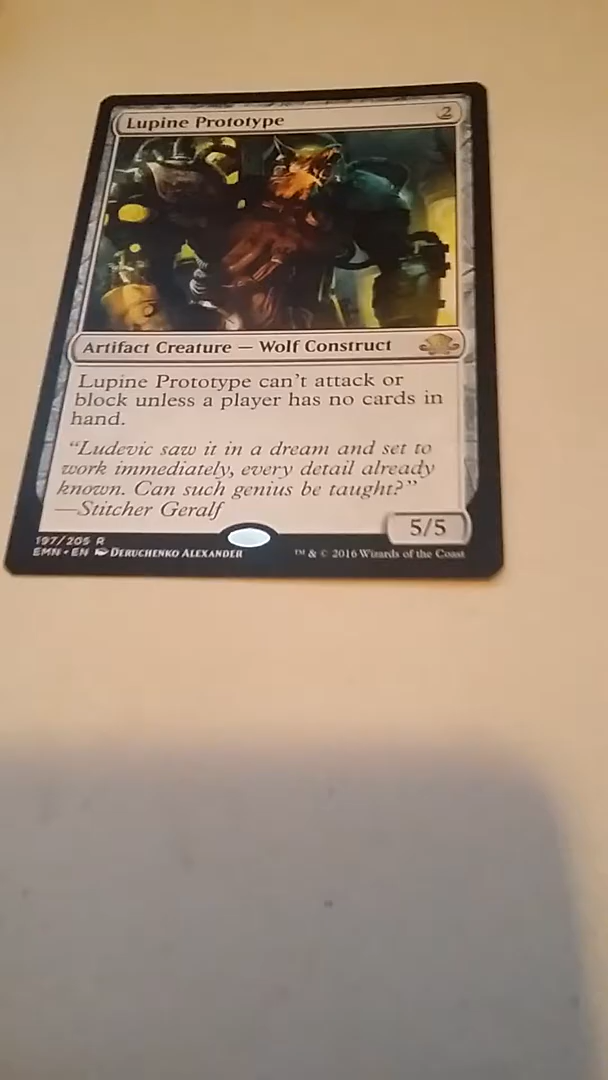 Lupine Prototype 2
Artifact Creature — Wolf Construct
Lupine Prototype can't attack or
block unless a player has no cards in
hand.
"Ludevic saw it in a dream and set to
work immediately, every detail already
known. Can such genius be taught?"
—Stitcher Geralf
5/5
197/205 R
EMN • EN DERUCHENKO ALEXANDER
™ & © 2016 Wizards of the Coast